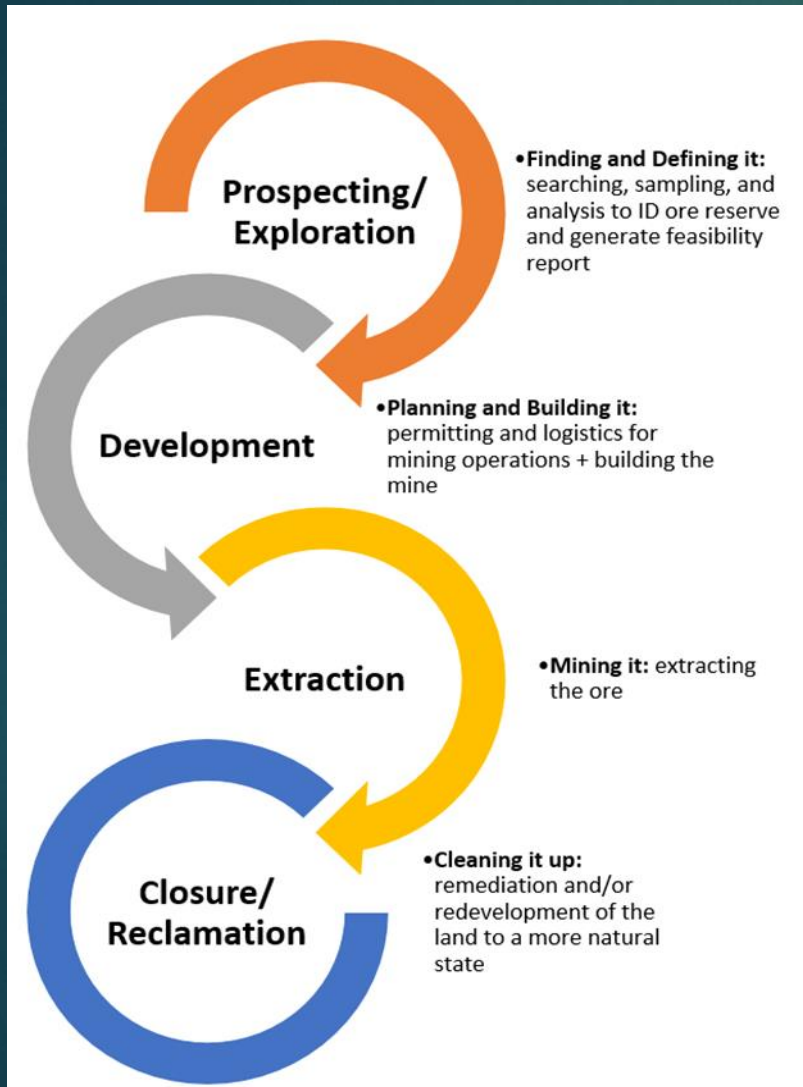 Prospecting/
Exploration
•Finding and Defining it:
searching, sampling, and
analysis to ID ore reserve
and generate feasibility
report
Development
•Planning and Building it:
permitting and logistics for
mining operations + building the
mine
Extraction
•Mining it: extracting
the ore
Closure/
Reclamation
•Cleaning it up:
remediation and/or
redevelopment of the
land to a more natural
state